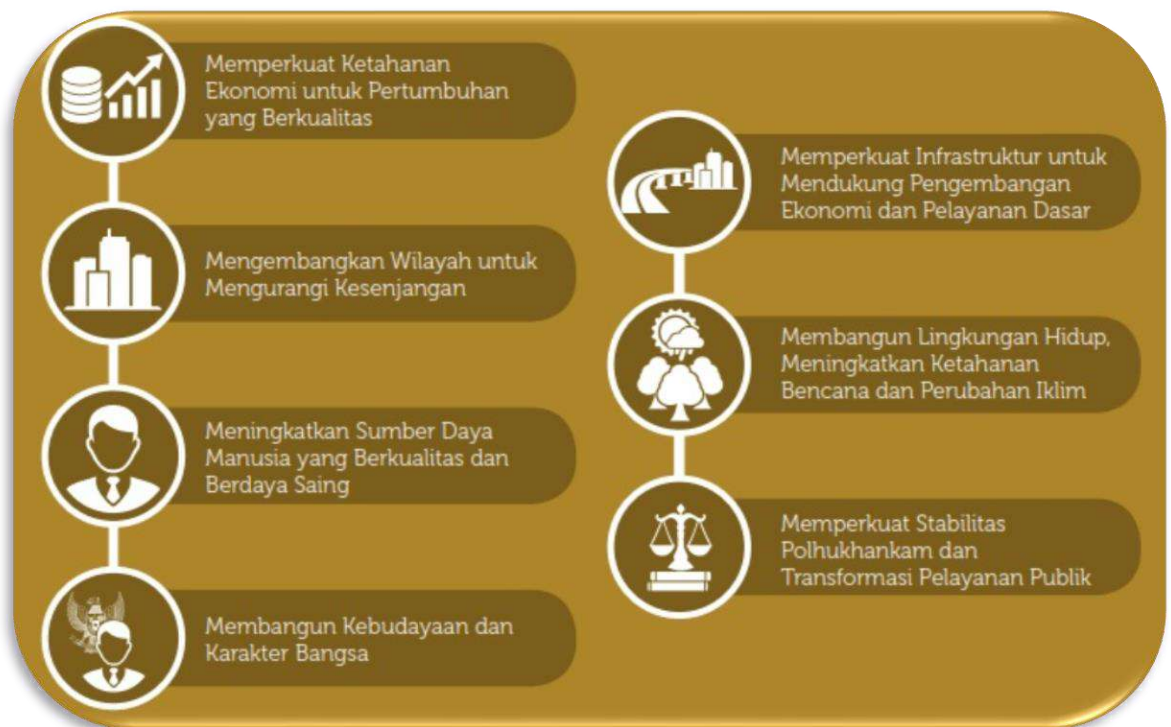 Memperkuat Ketahanan
Ekonomi untuk Pertumbuhan
yang Berkualitas
Mengembangkan Wilayah untuk
Mengurangi Kesenjangan
Meningkatkan Sumber Daya
Manusia yang Berkualitas dan
Berdaya Saing
Membangun Kebudayaan dan
Karakter Bangsa
Memperkuat Infrastruktur untuk
Mendukung Pengembangan
Ekonomi dan Pelayanan Dasar
Membangun Lingkungan Hidup,
Meningkatkan Ketahanan
Bencana dan Perubahan Iklim
Memperkuat Stabilitas
Polhukhankam dan
Transformasi Pelayanan Publik